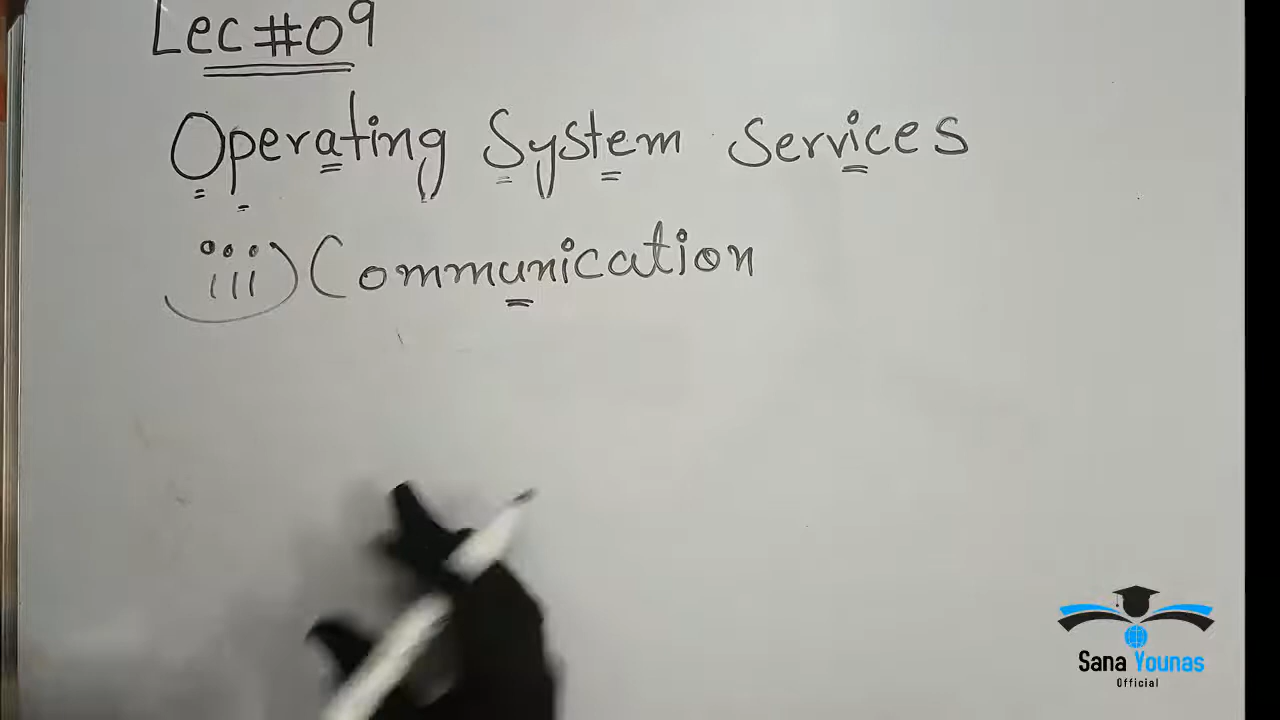 Lec #09
Operating System Services
iii) Communication
Sana Younas
Official